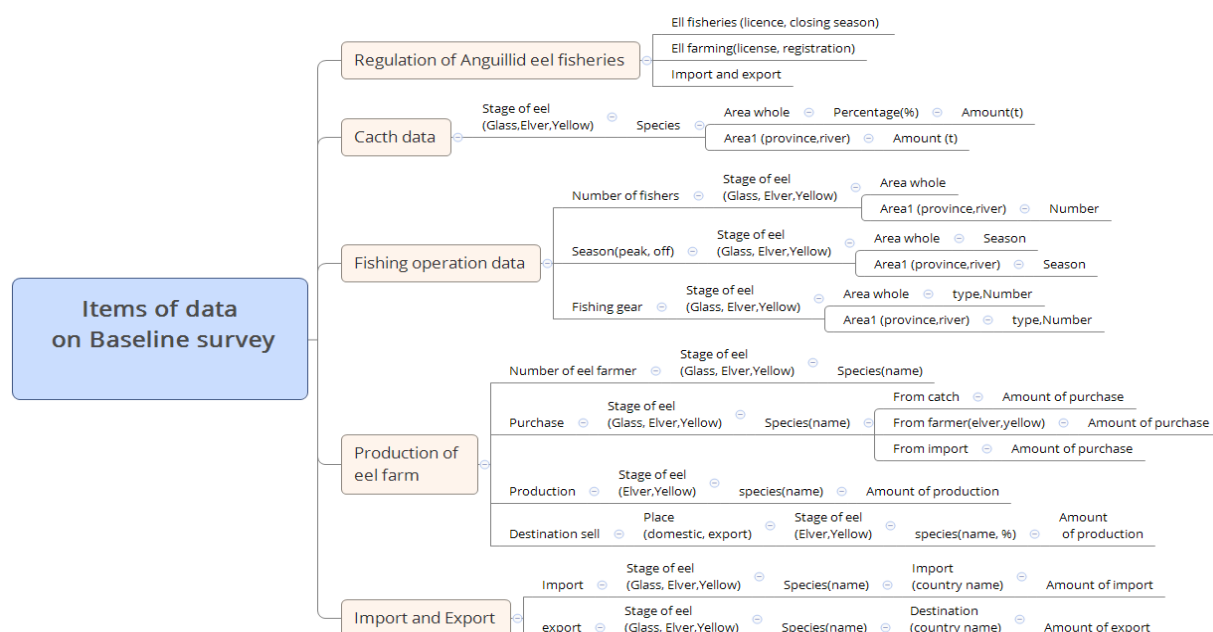 Items of data
on Baseline survey
Regulation of Anguillid eel fisheries
Ell fisheries (licence, closing season)
Ell farming(license, registration)
Import and export
Cacth data
Stage of eel
(Glass,Elver,Yellow)
Species
Area whole
Percentage(%)
Amount(t)
Area1 (province,river)
Amount (t)
Fishing operation data
Number of fishers
Stage of eel
(Glass, Elver,Yellow)
Area whole
Area1 (province,river)
Number
Season(peak, off)
Stage of eel
(Glass, Elver,Yellow)
Area whole
Season
Area1 (province,river)
Season
Fishing gear
Stage of eel
(Glass, Elver,Yellow)
Area whole
type,Number
Area1 (province,river)
type,Number
Production of
eel farm
Number of eel farmer
Stage of eel
(Glass, Elver,Yellow)
Species(name)
Purchase
Stage of eel
(Glass, Elver,Yellow)
Species(name)
From catch
Amount of purchase
From farmer(elver,yellow)
Amount of purchase
From import
Amount of purchase
Production
Stage of eel
(Elver,Yellow)
species(name)
Amount of production
Destination sell
Place
(domestic, export)
Stage of eel
(Elver,Yellow)
species(name, %)
Amount
of production
Import and Export
Import
Stage of eel
(Glass, Elver,Yellow)
Species(name)
Import
(country name)
Amount of import
export
Stage of eel
(Glass, Elver,Yellow)
Species(name)
Destination
(country name)
Amount of export